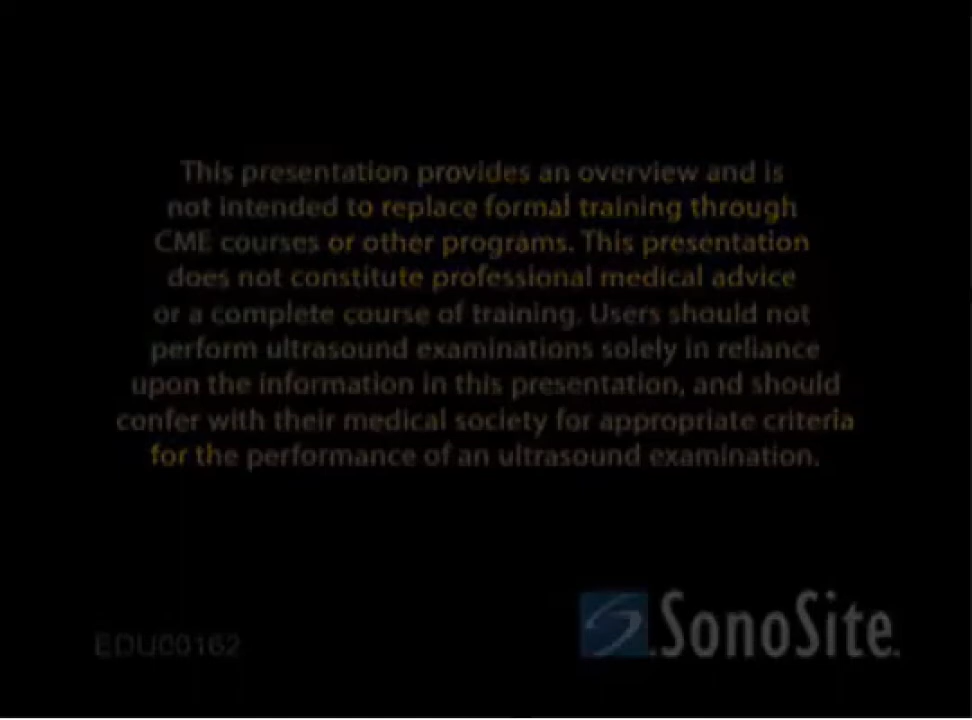 This presentation provides an overview and is
not intended to replace formal training through
CME courses or other programs. This presentation
does not constitute professional medical advice
or a complete course of training. Users should not
perform ultrasound examinations solely in reliance
upon the information in this presentation, and should
confer with their medical society for appropriate criteria
for the performance of an ultrasound examination.
EDU00162
SonoSite.